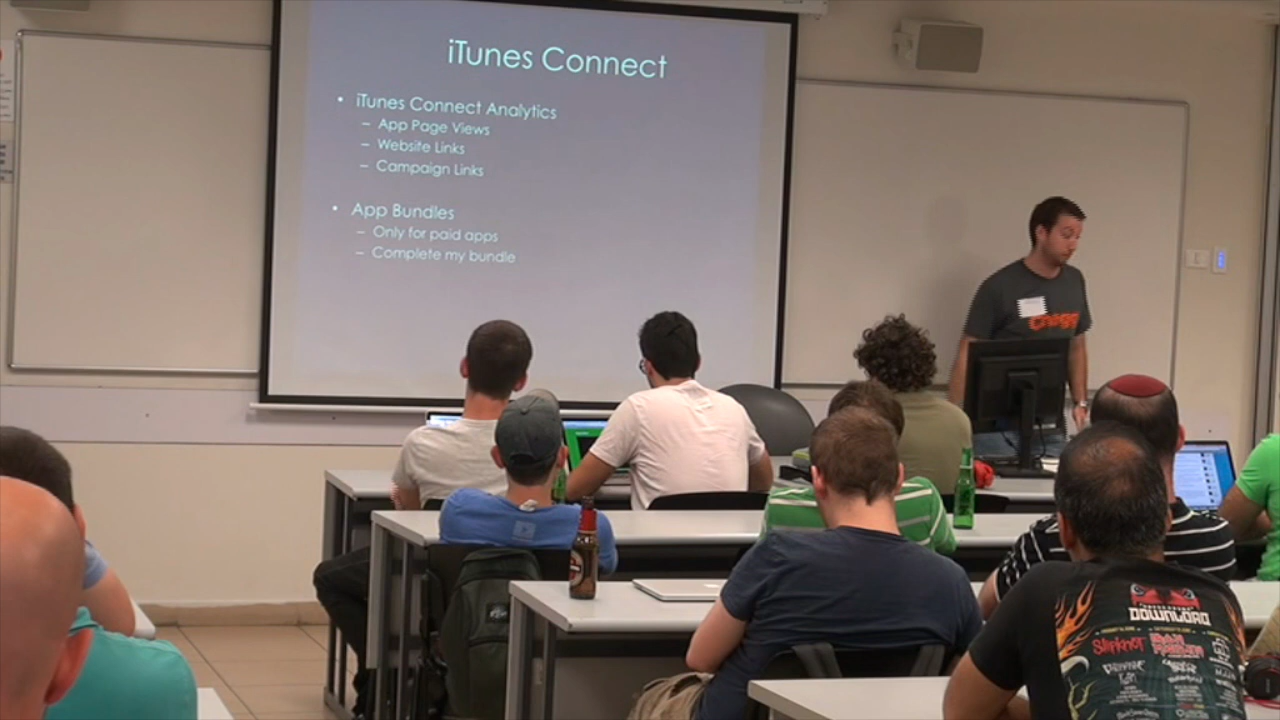 iTunes Connect
• iTunes Connect Analytics
– App Page Views
– Website Links
– Campaign Links
• App Bundles
– Only for paid apps
– Complete my bundle
Chegg
DOWNLOAD
SLIPKNOT
IRON MAIDEN